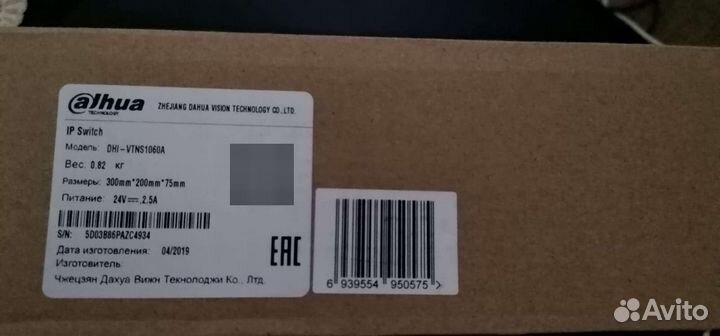 alhua
TECHNOLOGY
ZHEJIANG DAHUA VISION TECHNOLOGY CO.,LTD.
IP Switch
Модель: DHI-VTNS1060A
Вес: 0.82 кг
Размеры: 300mm*200mm*75mm
Питание: 24V⎓, 2.5A
S/N: 5D03B86PAZC4934
Дата изготовления: 04/2019
Изготовитель:
Чжецзян Дахуа Вижн Текнолоджи Ко., Лтд.
EAC
6 939554 950575 >
Avito